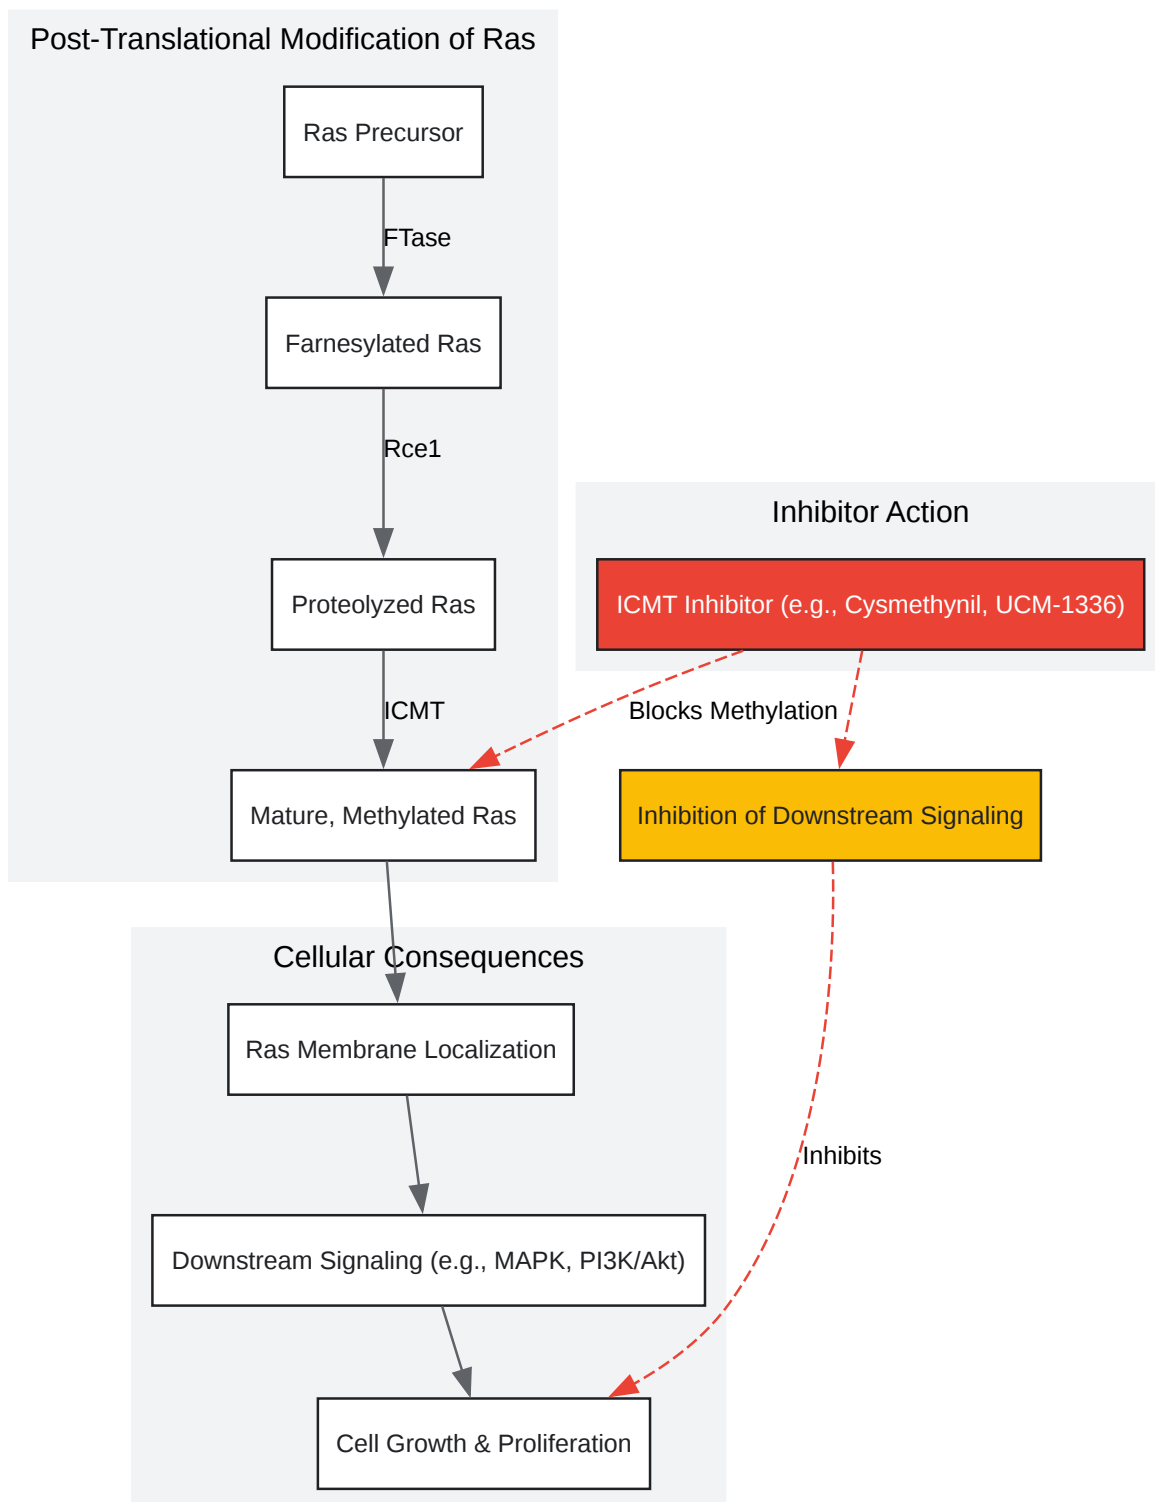 Post-Translational Modification of Ras
Ras Precursor
FTase
Farnesylated Ras
Rce1
Inhibitor Action
Proteolyzed Ras
ICMT Inhibitor (e.g., Cysmethynil, UCM-1336)
ICMT
Blocks Methylation
Mature, Methylated Ras
Inhibition of Downstream Signaling
Cellular Consequences
Ras Membrane Localization
Inhibits
Downstream Signaling (e.g., MAPK, PI3K/Akt)
Cell Growth & Proliferation